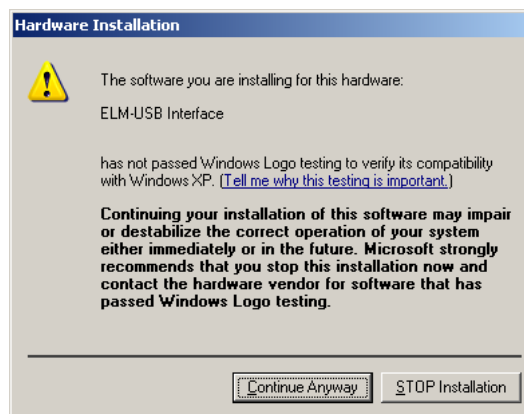 Hardware Installation
The software you are installing for this hardware:
ELM-USB Interface
has not passed Windows Logo testing to verify its compatibility
with Windows XP. (Tell me why this testing is important.)
Continuing your installation of this software may impair
or destabilize the correct operation of your system
either immediately or in the future. Microsoft strongly
recommends that you stop this installation now and
contact the hardware vendor for software that has
passed Windows Logo testing.
Continue Anyway STOP Installation